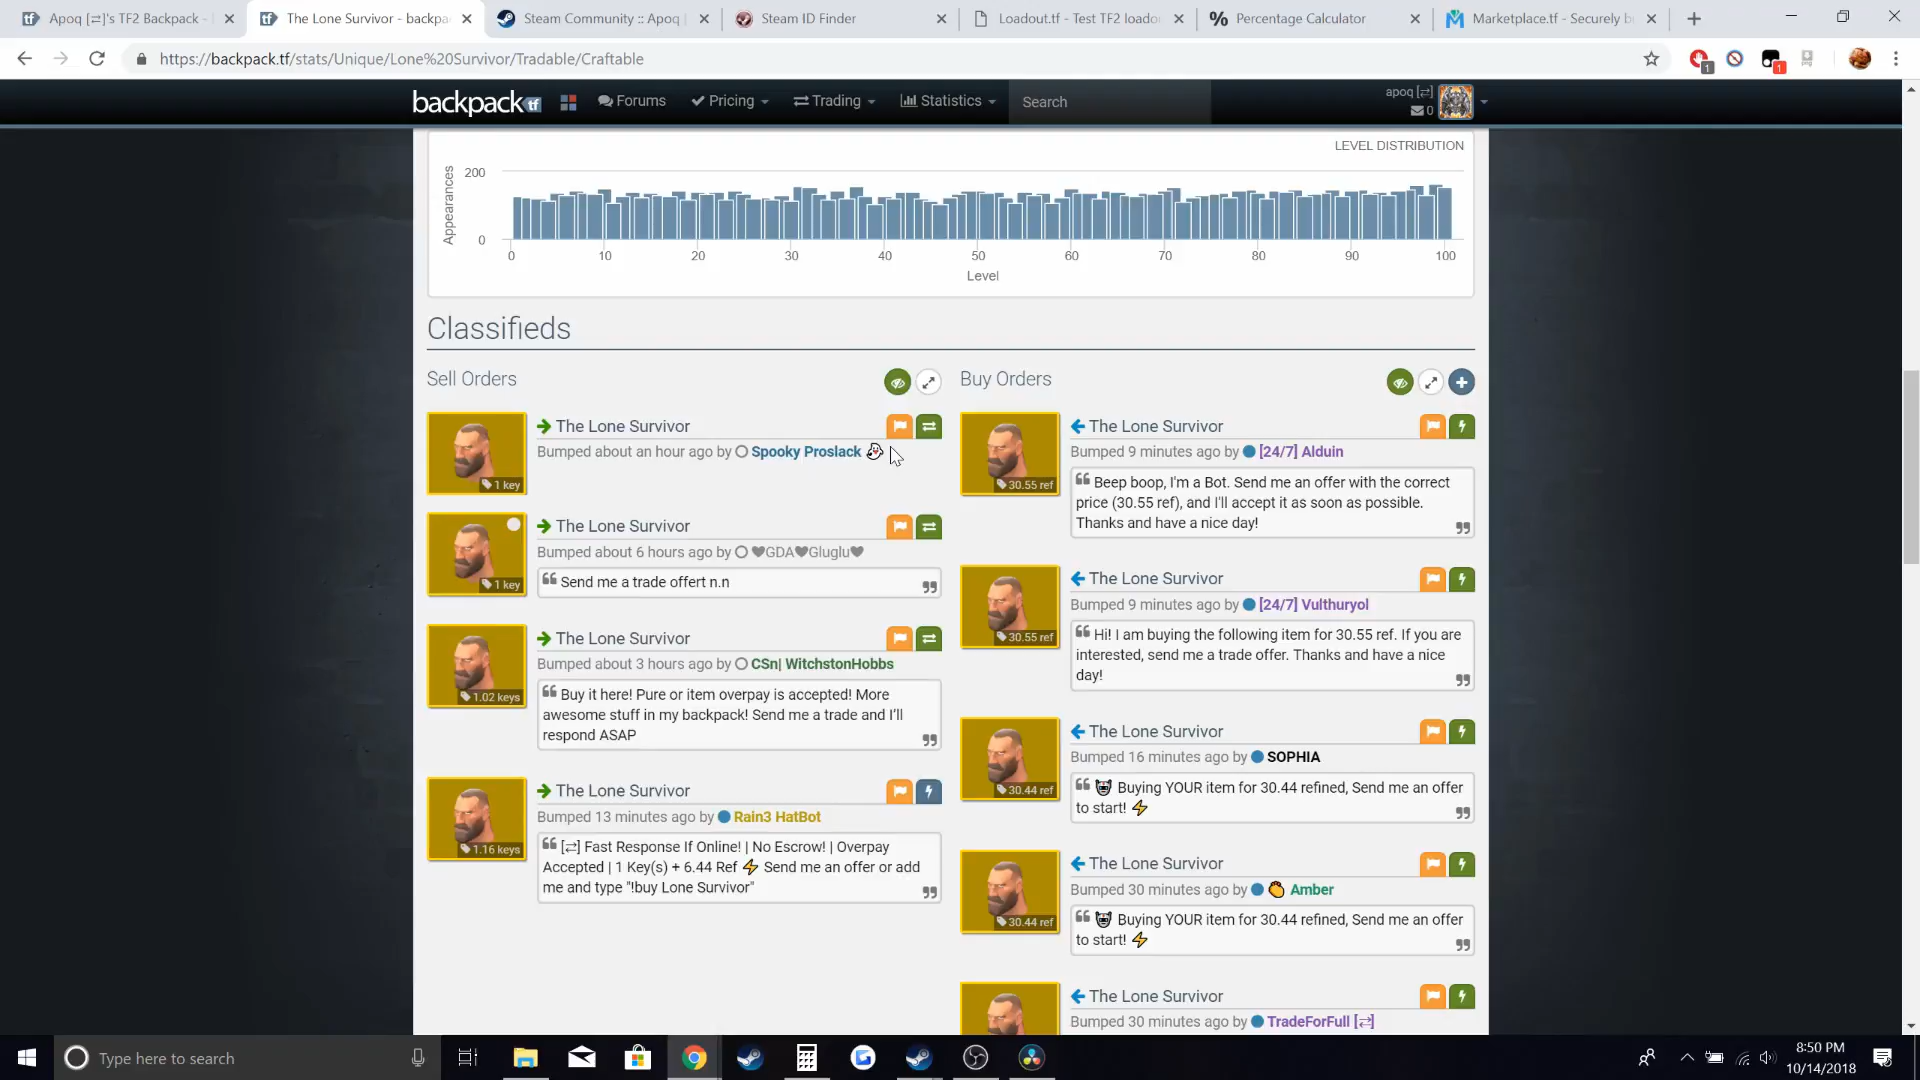 Apoq [⇄]'s TF2 Backpack -
The Lone Survivor - backpa
Steam Community :: Apoq
Steam ID Finder
Loadout.tf - Test TF2 loado
Percentage Calculator
Marketplace.tf - Securely b
https://backpack.tf/stats/Unique/Lone%20Survivor/Tradable/Craftable
1
1
backpack tf
Forums
Pricing
Trading
Statistics
Search
apoq [⇄]
0
LEVEL DISTRIBUTION
Appearances
200
0
0 10 20 30 40 50 60 70 80 90 100
Level
Classifieds
Sell Orders
The Lone Survivor
Bumped about an hour ago by Spooky Proslack
1 key
The Lone Survivor
Bumped about 6 hours ago by ♥GDA♥Gluglu♥
1 key
Send me a trade offert n.n
The Lone Survivor
Bumped about 3 hours ago by CSn| WitchstonHobbs
1.02 keys
Buy it here! Pure or item overpay is accepted! More
awesome stuff in my backpack! Send me a trade and I'll
respond ASAP
The Lone Survivor
Bumped 13 minutes ago by Rain3 HatBot
1.16 keys
[⇄] Fast Response If Online! | No Escrow! | Overpay
Accepted | 1 Key(s) + 6.44 Ref ⚡ Send me an offer or add
me and type "!buy Lone Survivor"
Buy Orders
The Lone Survivor
Bumped 9 minutes ago by [24/7] Alduin
30.55 ref
Beep boop, I'm a Bot. Send me an offer with the correct
price (30.55 ref), and I'll accept it as soon as possible.
Thanks and have a nice day!
The Lone Survivor
Bumped 9 minutes ago by [24/7] Vulthuryol
30.55 ref
Hi! I am buying the following item for 30.55 ref. If you are
interested, send me a trade offer. Thanks and have a nice
day!
The Lone Survivor
Bumped 16 minutes ago by SOPHIA
30.44 ref
Buying YOUR item for 30.44 refined, Send me an offer
to start! ⚡
The Lone Survivor
Bumped 30 minutes ago by 👏 Amber
30.44 ref
Buying YOUR item for 30.44 refined, Send me an offer
to start! ⚡
The Lone Survivor
Bumped 30 minutes ago by TradeForFull [⇄]
Type here to search
8:50 PM
10/14/2018